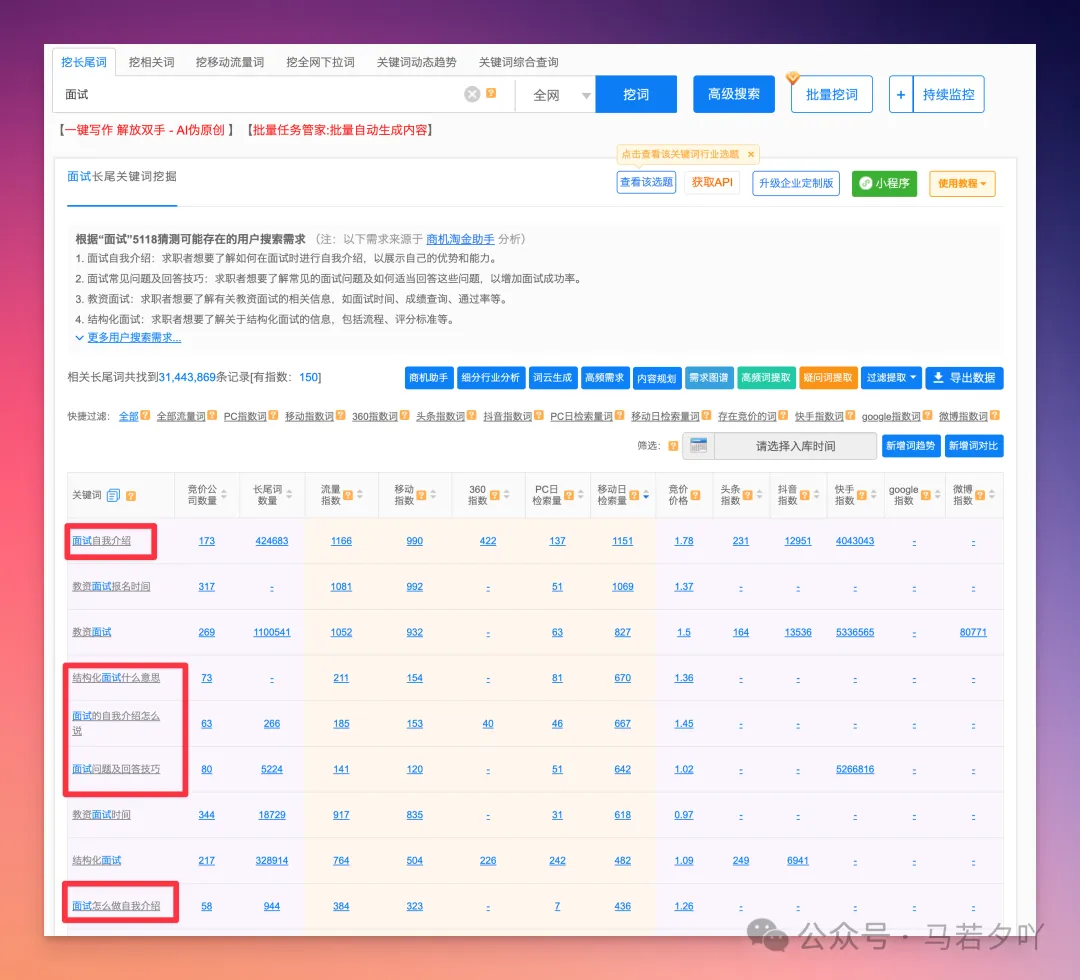 挖长尾词 挖相关词 挖移动流量词 挖全网下拉词 关键词动态趋势 关键词综合查询
面试 全网 挖词 高级搜索 批量挖词 + 持续监控
【一键写作 解放双手 - AI伪原创 】 【批量任务管家:批量自动生成内容】
点击查看该关键词行业选题 ×
面试长尾关键词挖掘 查看该选题 获取API 升级企业定制版 小程序 使用教程
根据“面试”5118猜测可能存在的用户搜索需求 （注：以下需求来源于 商机淘金助手 分析）
1. 面试自我介绍：求职者想要了解如何在面试时进行自我介绍，以展示自己的优势和能力。
2. 面试常见问题及回答技巧：求职者想要了解常见的面试问题及如何适当回答这些问题，以增加面试成功率。
3. 教资面试：求职者想要了解有关教资面试的相关信息，如面试时间、成绩查询、通过率等。
4. 结构化面试：求职者想要了解关于结构化面试的信息，包括流程、评分标准等。
更多用户搜索需求...
相关长尾词共找到31,443,869条记录[有指数：150] 商机助手 细分行业分析 词云生成 高频需求 内容规划 需求图谱 高频词提取 疑问词提取 过滤提取 导出数据
快捷过滤: 全部 全部流量词 PC指数词 移动指数词 360指数词 头条指数词 抖音指数词 PC日检索量词 移动日检索量词 存在竞价的词 快手指数词 google指数词 微博指数词
筛选: 请选择入库时间 新增词趋势 新增词对比
关键词 竞价公司数量 长尾词数量 流量指数 移动指数 360指数 PC日检索量 移动日检索量 竞价价格 头条指数 抖音指数 快手指数 google指数 微博指数
面试自我介绍 173 424683 1166 990 422 137 1151 1.78 231 12951 4043043 - -
教资面试报名时间 317 - 1081 992 - 51 1069 1.37 - - - - -
教资面试 269 1100541 1052 932 - 63 827 1.5 164 13536 5336565 - 80771
结构化面试什么意思 73 - 211 154 - 81 670 1.36 - - - - -
面试的自我介绍怎么
说 63 266 185 153 40 46 667 1.45 - - - - -
面试问题及回答技巧 80 5224 141 120 - 51 642 1.02 - - 5266816 - -
教资面试时间 344 18729 917 835 - 31 618 0.97 - - - - -
结构化面试 217 328914 764 504 226 242 482 1.09 249 6941 - - -
面试怎么做自我介绍 58 944 384 323 - 7 436 1.26 - - - - -
公众号 · 马若夕吖